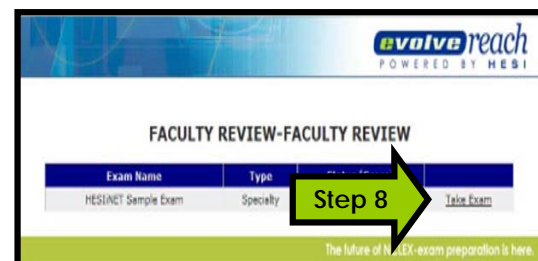 evolve reach
POWERED BY HESI
FACULTY REVIEW-FACULTY REVIEW
Exam Name Type
HESI/NET Sample Exam Specialty Take Exam
Step 8
The future of NCLEX-exam preparation is here.